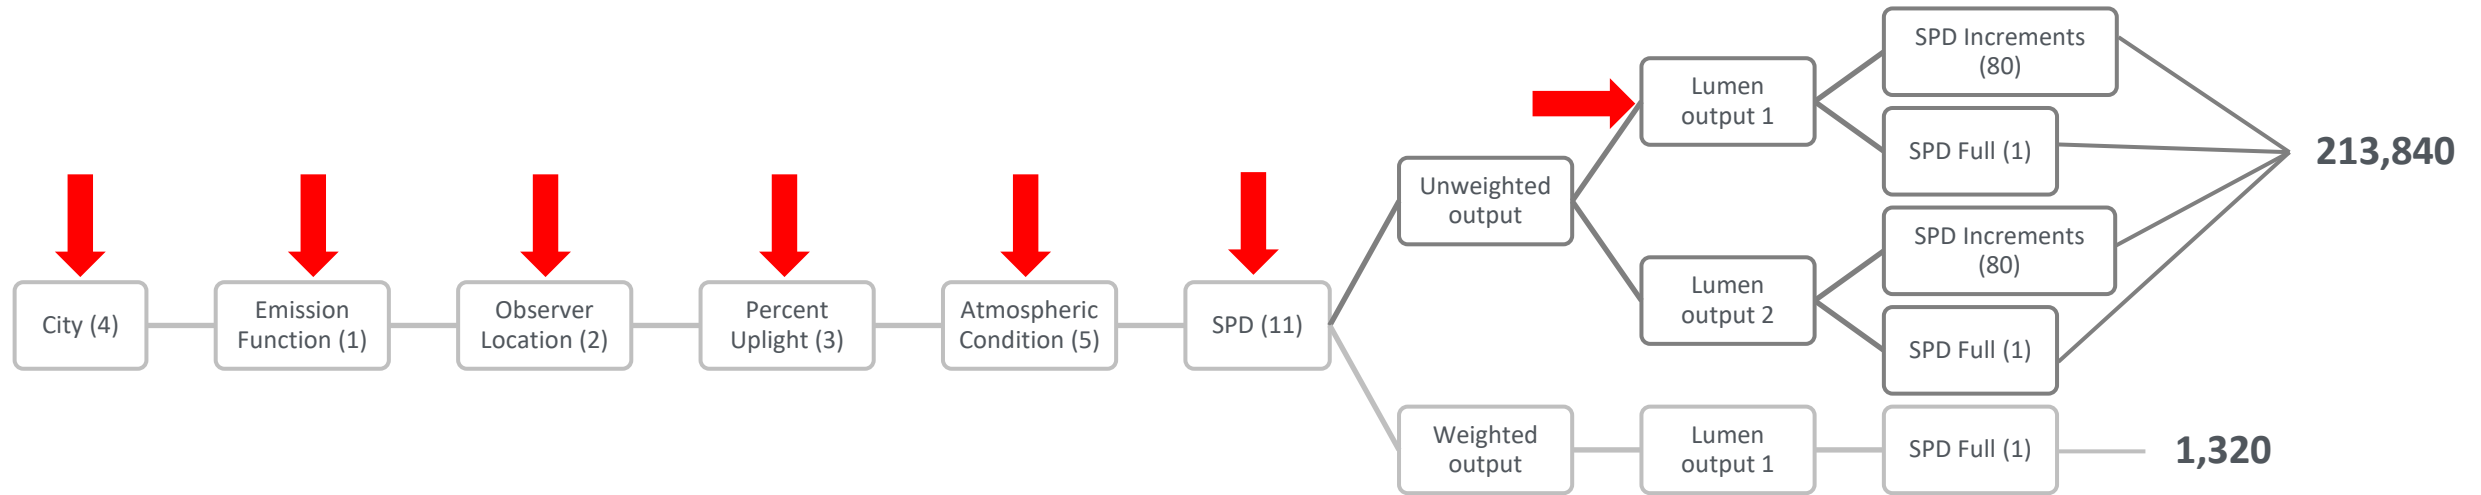 City (4)
Emission
Function (1)
Observer
Location (2)
Percent
Uplight (3)
Atmospheric
Condition (5)
SPD (11)
Unweighted
output
Lumen
output 1
SPD Increments
(80)
SPD Full (1)
Lumen
output 2
SPD Increments
(80)
SPD Full (1)
213,840
Weighted
output
Lumen
output 1
SPD Full (1)
1,320